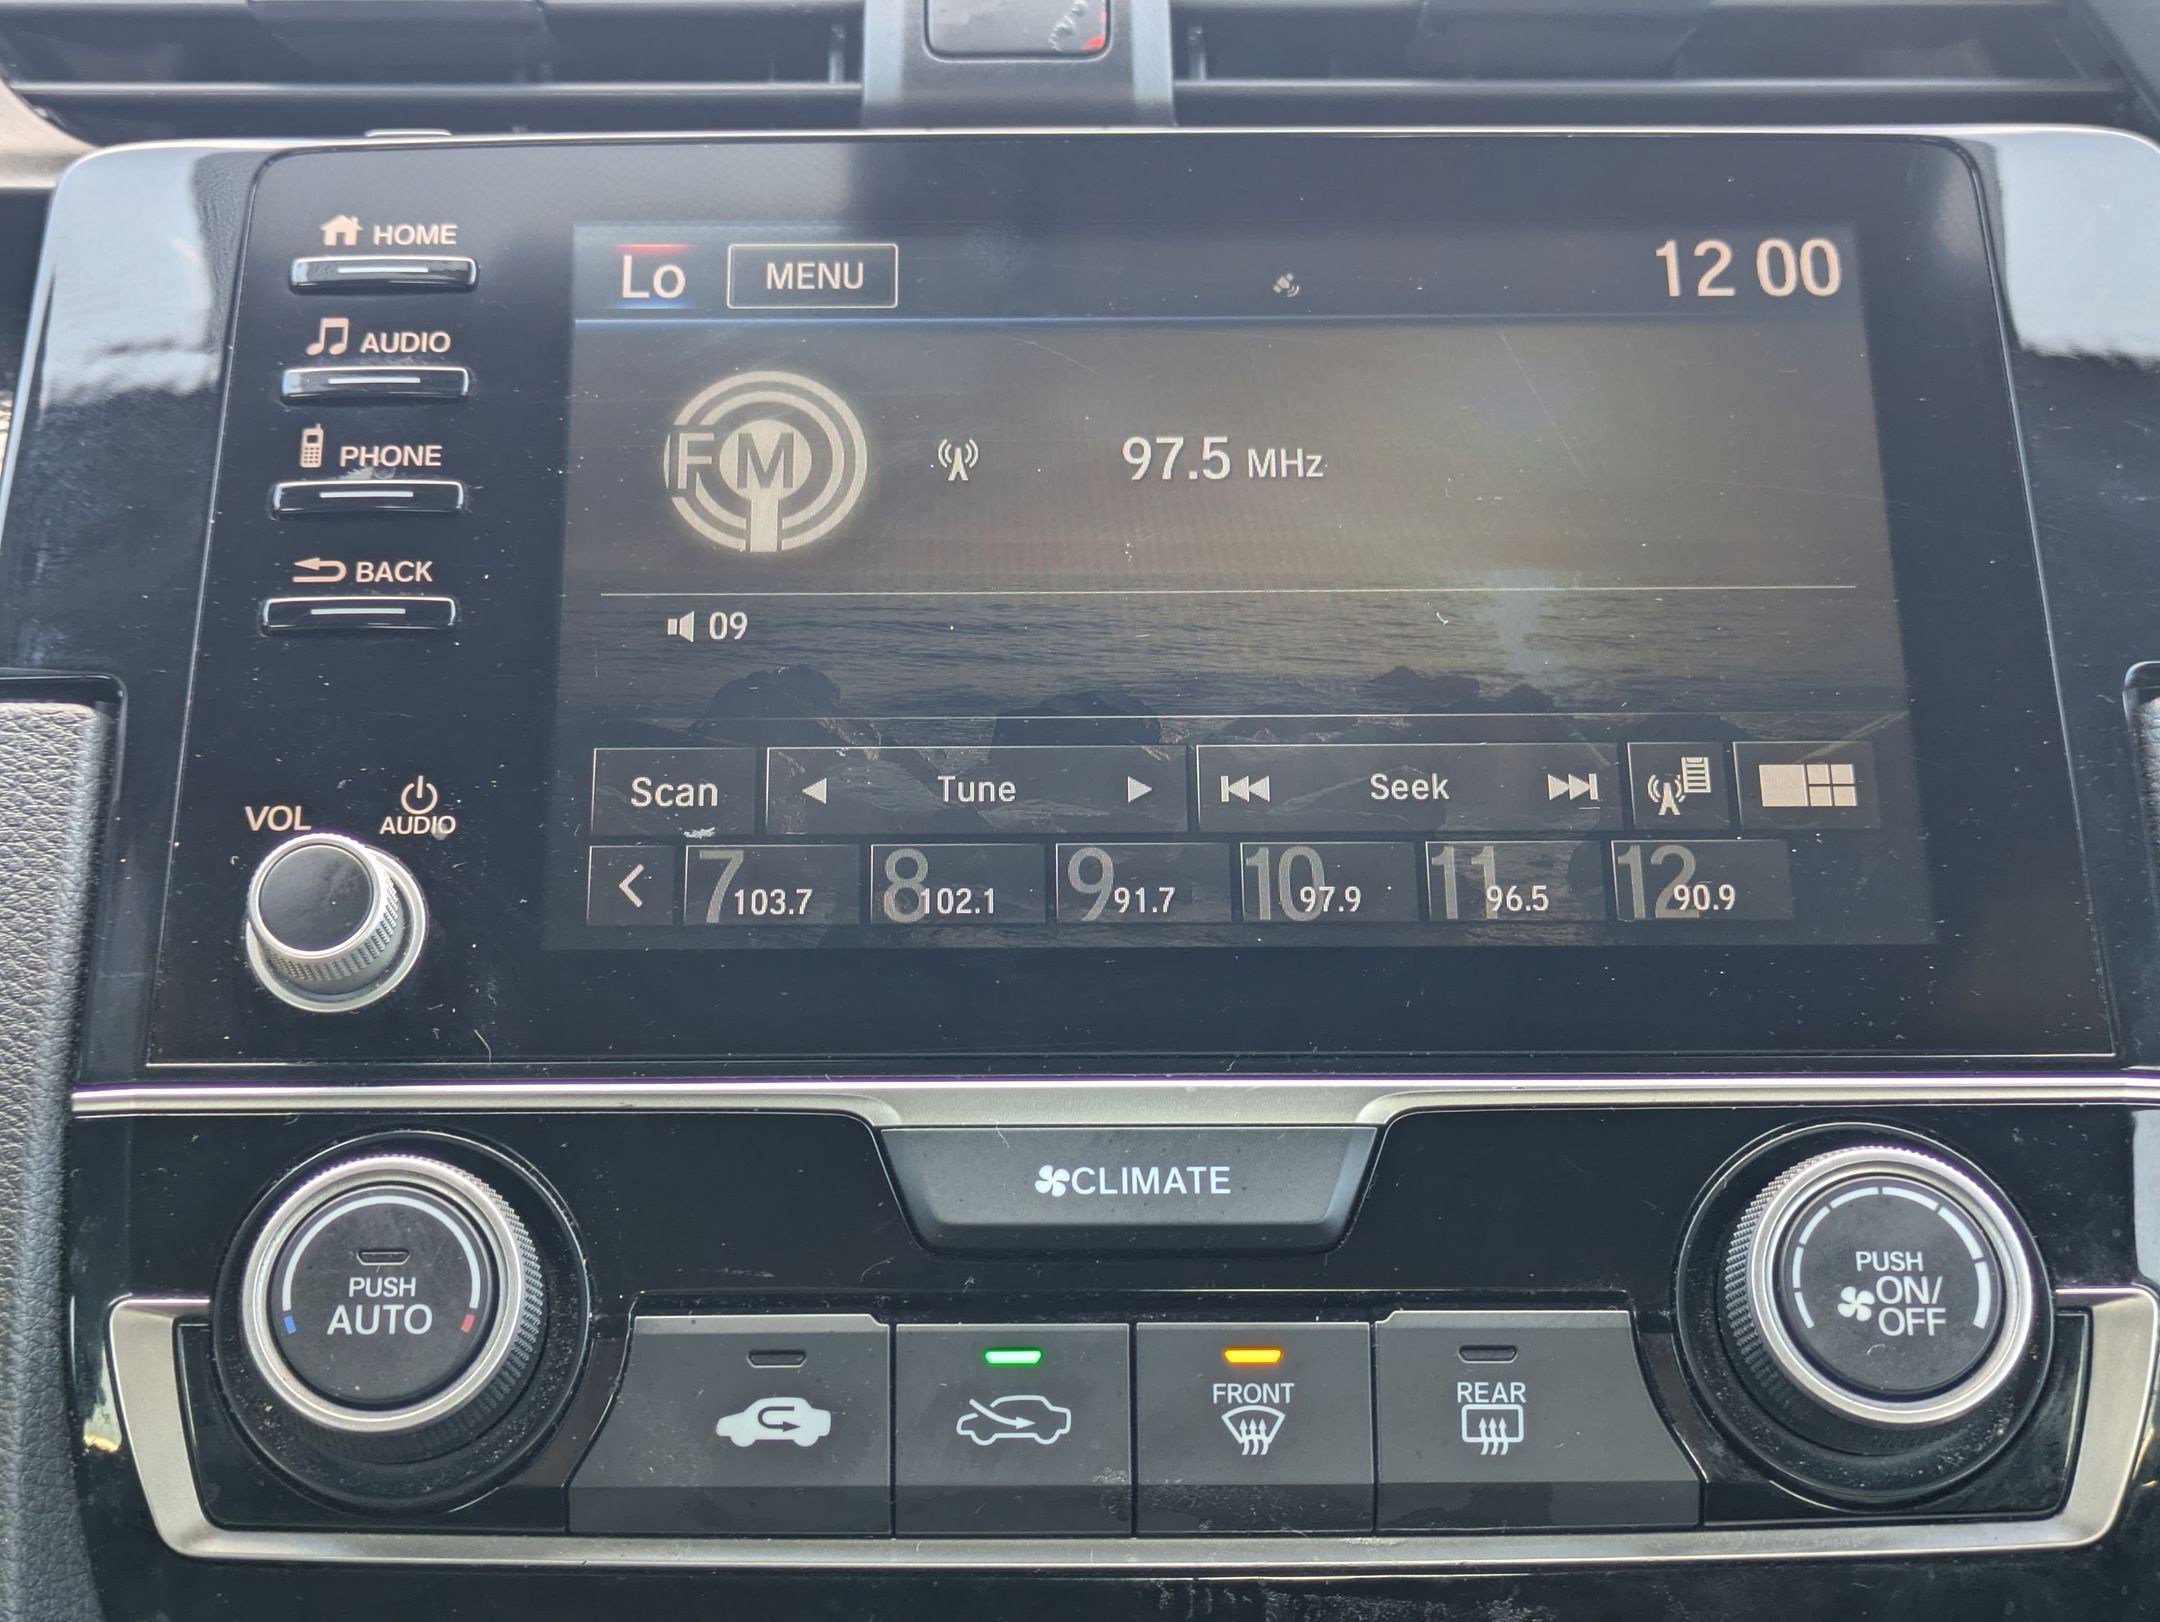 HOME
AUDIO
PHONE
BACK
VOL
AUDIO
Lo MENU 12 00
FM 97.5 MHz
09
Scan Tune Seek
7 103.7 8 102.1 9 91.7 10 97.9 11 96.5 12 90.9
CLIMATE
PUSH
AUTO
FRONT
REAR
PUSH
ON/
OFF